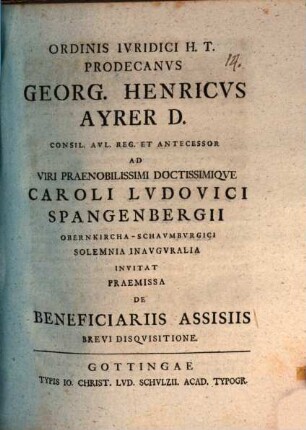 ORDINIS IVRIDICI H. T.
PRODECANVS
14.
GEORG. HENRICVS
AYRER D.
CONSIL. AVL. REG. ET ANTECESSOR
AD
VIRI PRAENOBILISSIMI DOCTISSIMIQVE
CAROLI LVDOVICI
SPANGENBERGII
OBERNKIRCHA-SCHAVMBVRGICI
SOLEMNIA INAVGVRALIA
INVITAT
PRAEMISSA
DE
BENEFICIARIIS ASSISIIS
BREVI DISQVISITIONE.
GOTTINGAE
TYPIS IO. CHRIST. LVD. SCHVLZII. ACAD. TYPOGR.